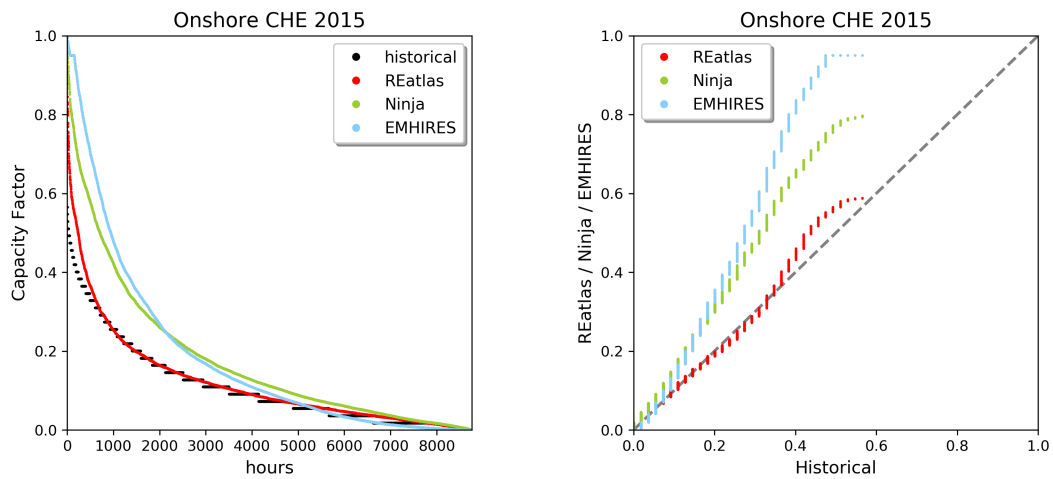 Onshore CHE 2015
1.0
0.8
0.6
0.4
0.2
0.0
Capacity Factor
historical
REatlas
Ninja
EMHIRES
0 1000 2000 3000 4000 5000 6000 7000 8000
hours
Onshore CHE 2015
1.0
0.8
0.6
0.4
0.2
0.0
REatlas / Ninja / EMHIRES
REatlas
Ninja
EMHIRES
0.0 0.2 0.4 0.6 0.8 1.0
Historical